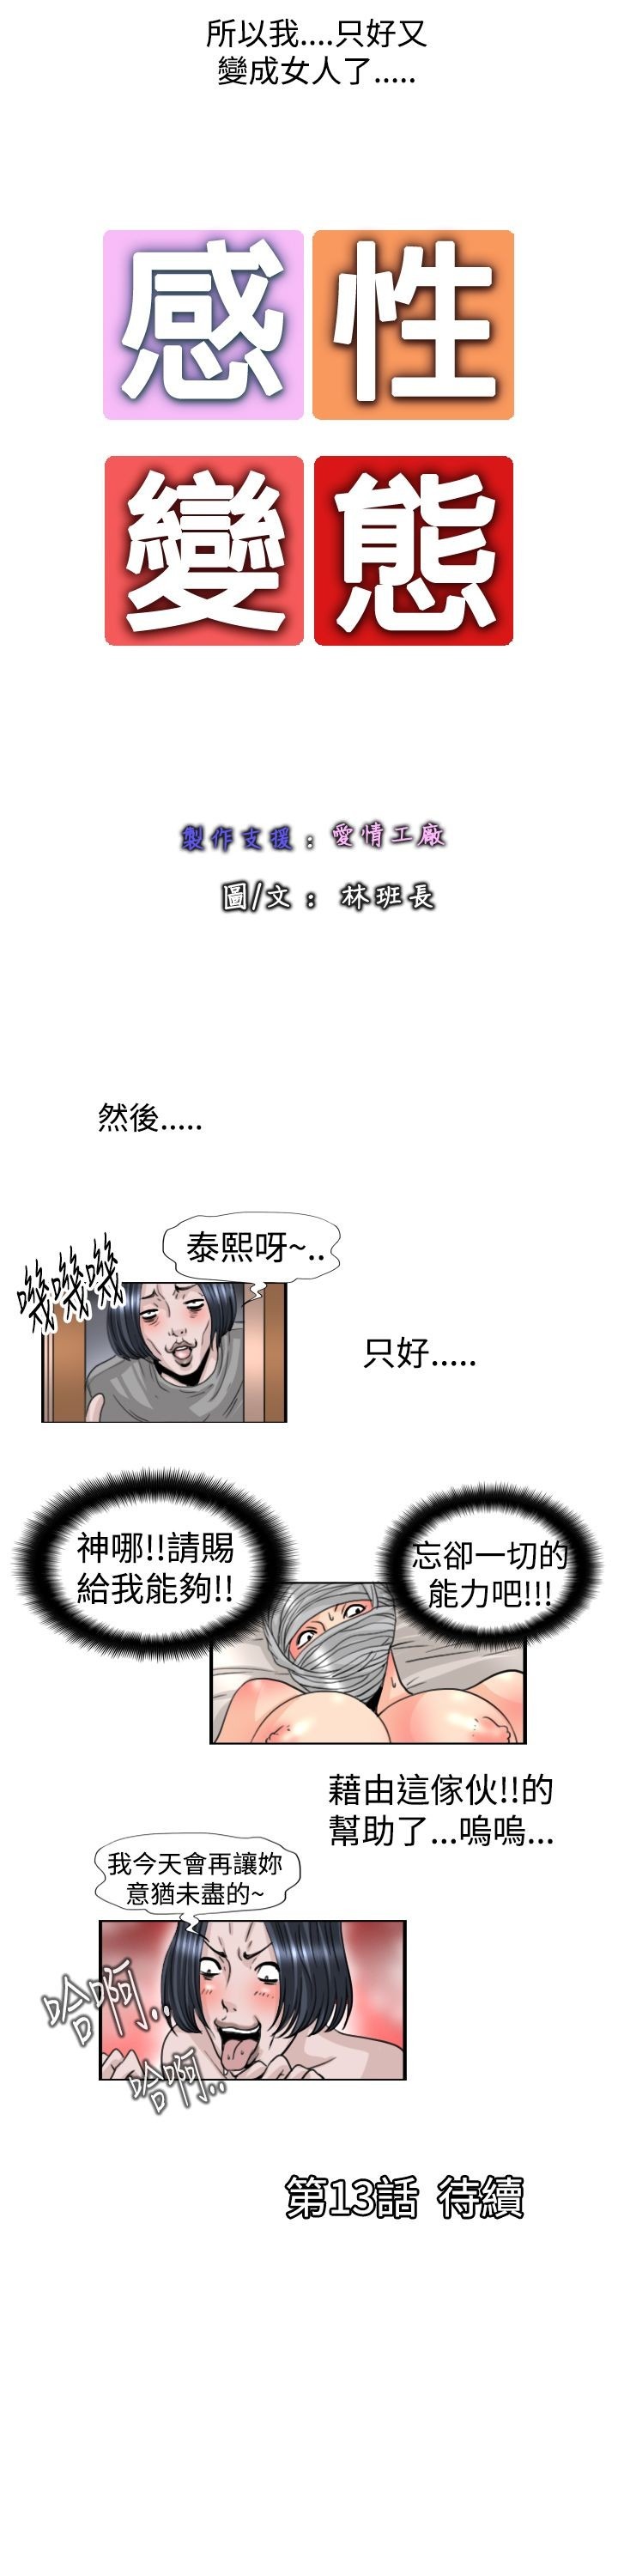 所以我....只好又
變成女人了.....
感性
變態
製作支援：愛情工廠
圖/文：林班長
然後.....
泰熙呀~..
嘰嘰嘰
只好.....
神哪!!請賜
給我能夠!!
忘卻一切的
能力吧!!!
藉由這傢伙!!的
幫助了...嗚嗚...
我今天會再讓妳
意猶未盡的~
哈啊..
哈啊..
第13話 待續